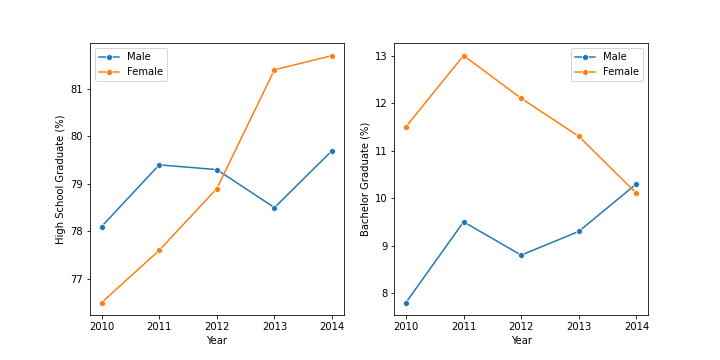 Male
Female
High School Graduate (%)
81
80
79
78
77
2010 2011 2012 2013 2014
Year
Male
Female
Bachelor Graduate (%)
13
12
11
10
9
8
2010 2011 2012 2013 2014
Year